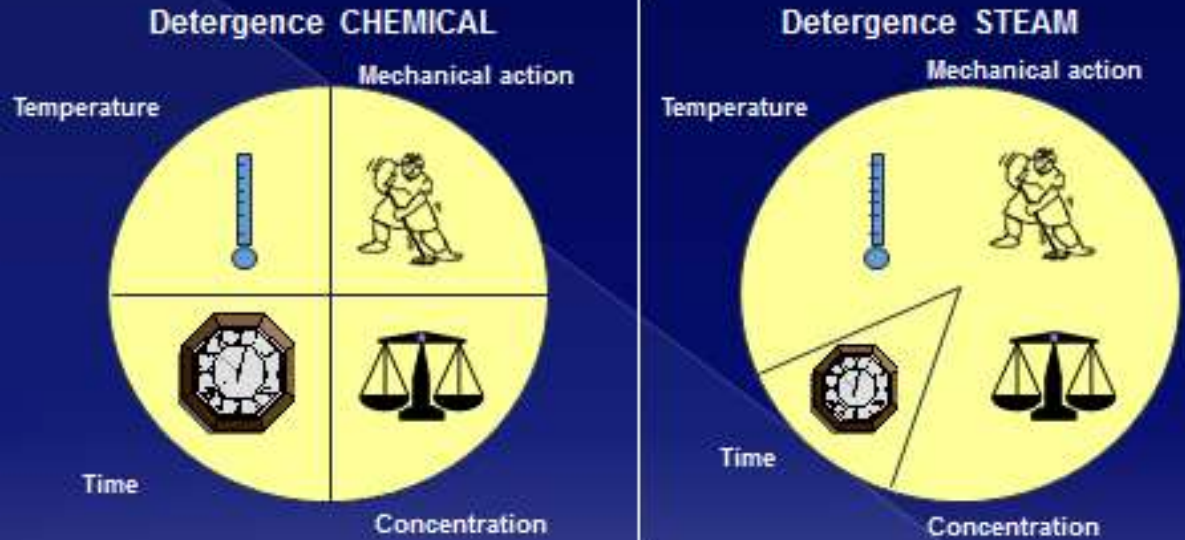 Detergence CHEMICAL
Mechanical action
Temperature
Time
Concentration
Detergence STEAM
Mechanical action
Temperature
Time
Concentration